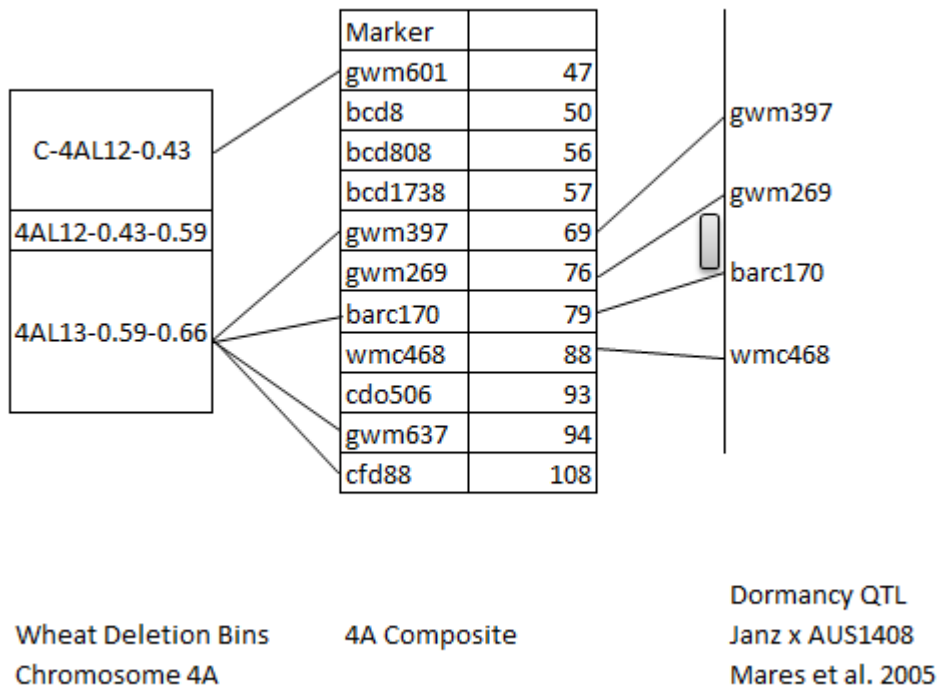 Marker
gwm601 47
bcd8 50
bcd808 56
bcd1738 57
gwm397 69
gwm269 76
barc170 79
wmc468 88
cdo506 93
gwm637 94
cfd88 108
C-4AL12-0.43
4AL12-0.43-0.59
4AL13-0.59-0.66
gwm397
gwm269
barc170
wmc468
Wheat Deletion Bins
Chromosome 4A
4A Composite
Dormancy QTL
Janz x AUS1408
Mares et al. 2005